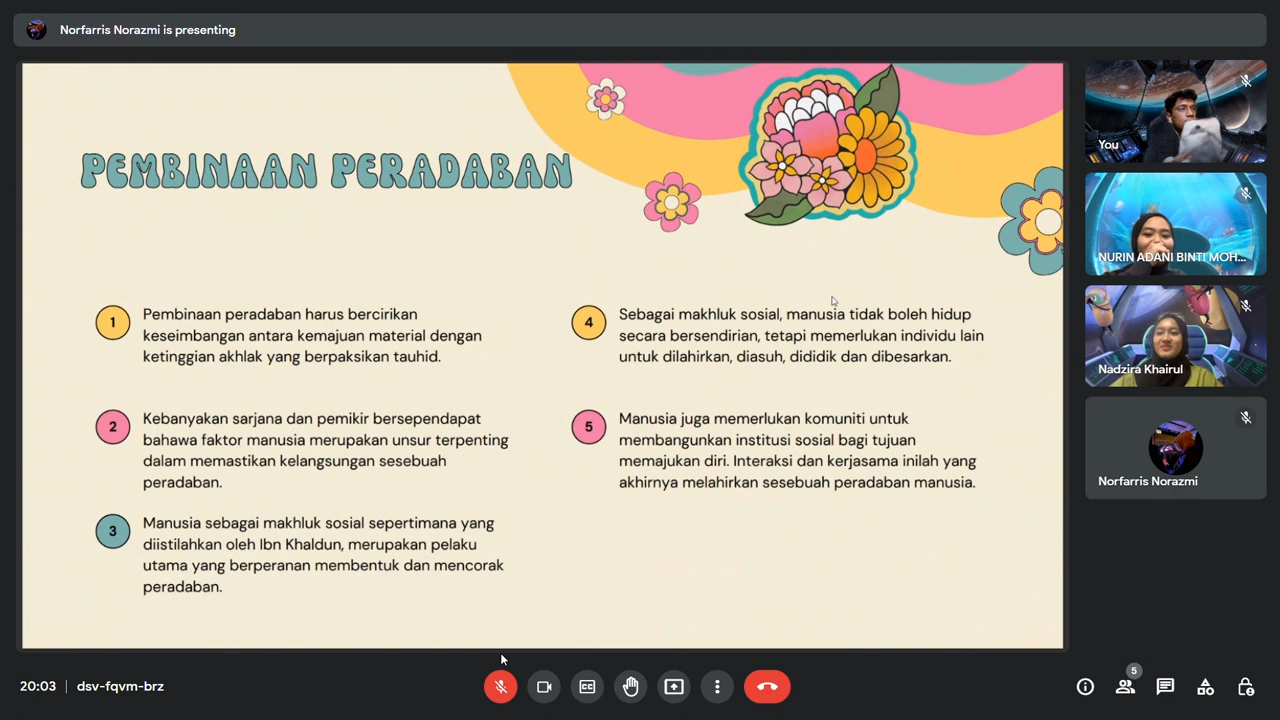 Norfarris Norazmi is presenting
PEMBINAAN PERADABAN
1
Pembinaan peradaban harus bercirikan
keseimbangan antara kemajuan material dengan
ketinggian akhlak yang berpaksikan tauhid.
2
Kebanyakan sarjana dan pemikir bersependapat
bahawa faktor manusia merupakan unsur terpenting
dalam memastikan kelangsungan sesebuah
peradaban.
3
Manusia sebagai makhluk sosial sepertimana yang
diistilahkan oleh Ibn Khaldun, merupakan pelaku
utama yang berperanan membentuk dan mencorak
peradaban.
4
Sebagai makhluk sosial, manusia tidak boleh hidup
secara bersendirian, tetapi memerlukan individu lain
untuk dilahirkan, diasuh, dididik dan dibesarkan.
5
Manusia juga memerlukan komuniti untuk
membangunkan institusi sosial bagi tujuan
memajukan diri. Interaksi dan kerjasama inilah yang
akhirnya melahirkan sesebuah peradaban manusia.
You
NURIN ADANI BINTI MOH...
Nadzira Khairul
Norfarris Norazmi
20:03 | dsv-fqvm-brz
5